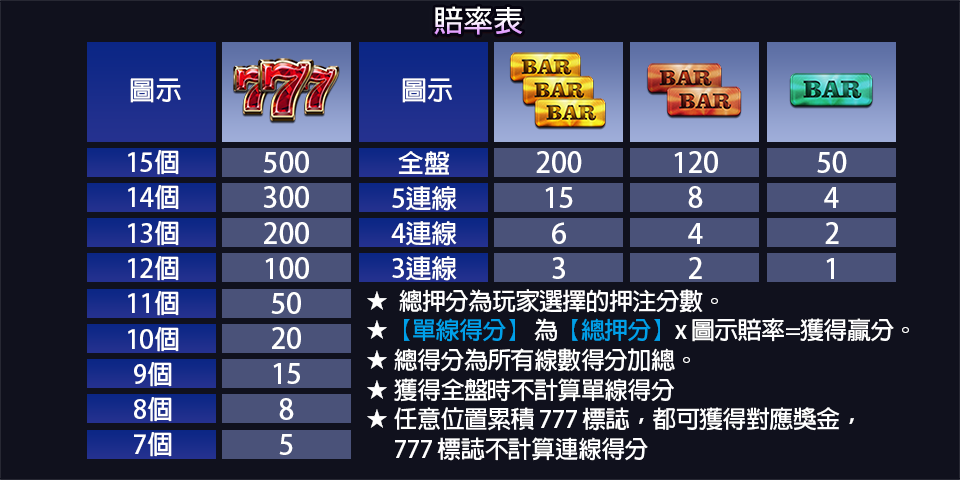 賠率表
圖示 777 圖示 BAR BAR BAR BAR BAR BAR
15個 500 全盤 200 120 50
14個 300 5連線 15 8 4
13個 200 4連線 6 4 2
12個 100 3連線 3 2 1
11個 50
10個 20
9個 15
8個 8
7個 5
★ 總押分為玩家選擇的押注分數。
★【單線得分】 為【總押分】x 圖示賠率=獲得贏分。
★ 總得分為所有線數得分加總。
★ 獲得全盤時不計算單線得分
★ 任意位置累積 777 標誌，都可獲得對應獎金，
777 標誌不計算連線得分